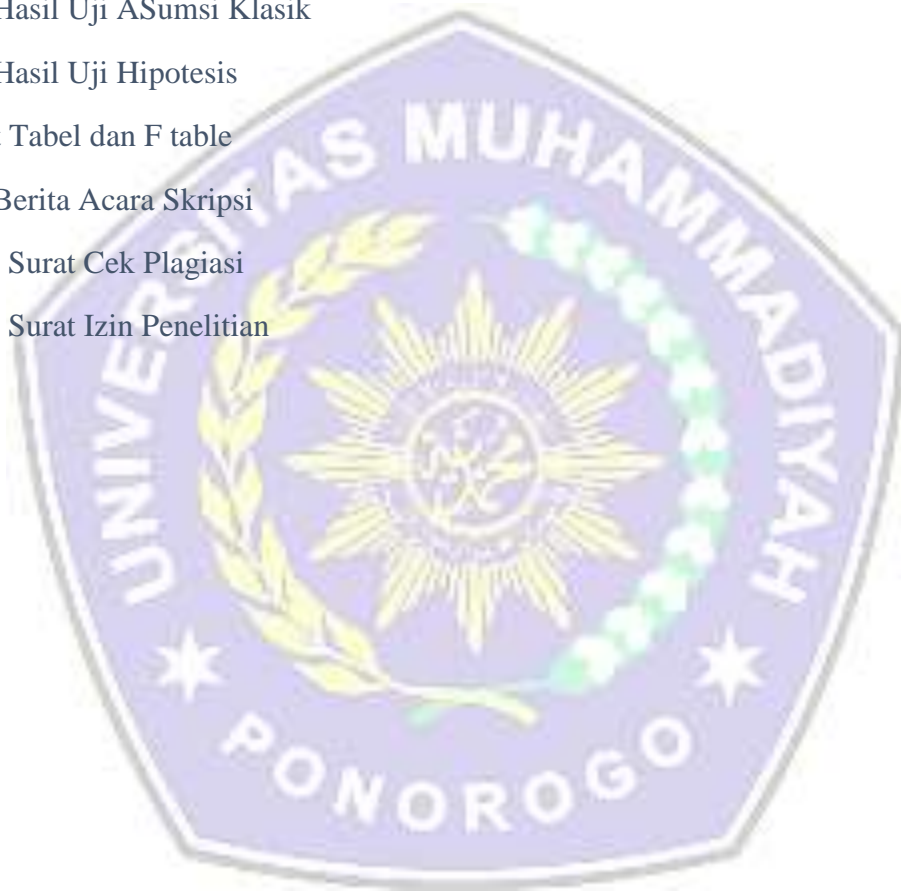 Hasil Uji ASumsi Klasik
Hasil Uji Hipotesis
Tabel dan F table
Berita Acara Skripsi
Surat Cek Plagiasi
Surat Izin Penelitian
UNIVERSITAS MUHAMMADIYAH
PONOROGO